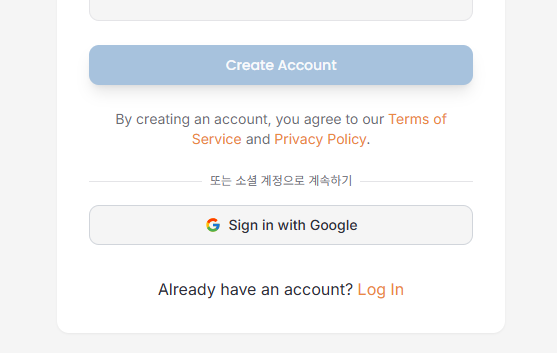 Create Account
By creating an account, you agree to our Terms of
Service and Privacy Policy.
또는 소셜 계정으로 계속하기
Sign in with Google
Already have an account? Log In